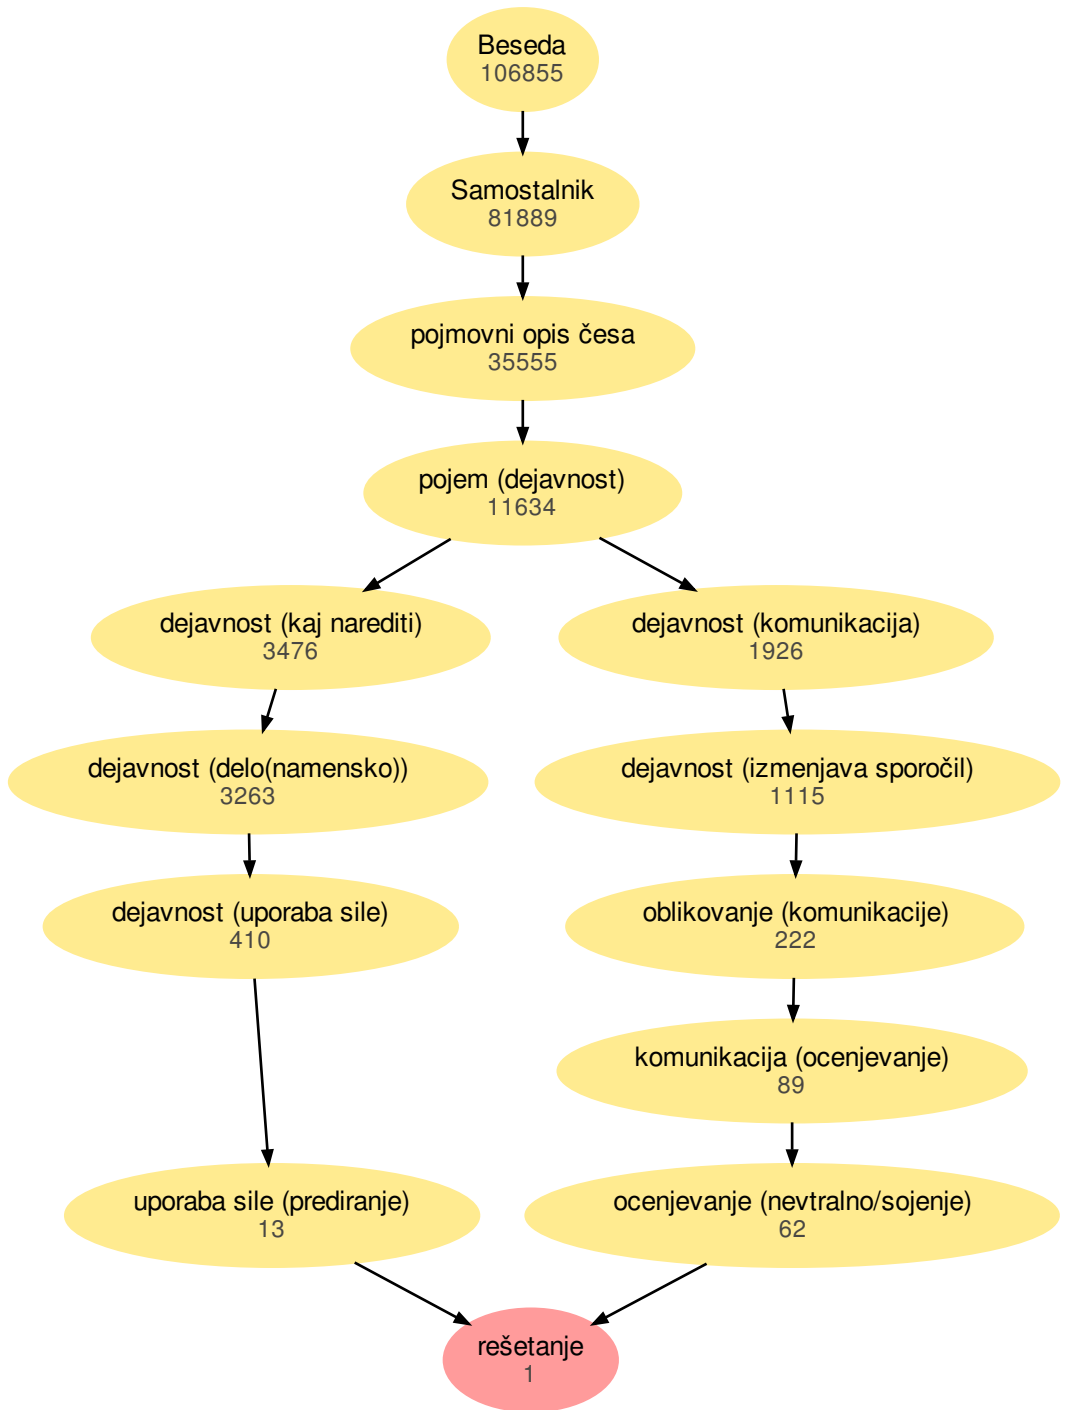 Beseda
106855
Samostalnik
81889
pojmovni opis česa
35555
pojem (dejavnost)
11634
dejavnost (kaj narediti)
3476
dejavnost (komunikacija)
1926
dejavnost (delo(namensko))
3263
dejavnost (izmenjava sporočil)
1115
dejavnost (uporaba sile)
410
oblikovanje (komunikacije)
222
komunikacija (ocenjevanje)
89
uporaba sile (prediranje)
13
ocenjevanje (nevtralno/sojenje)
62
rešetanje
1